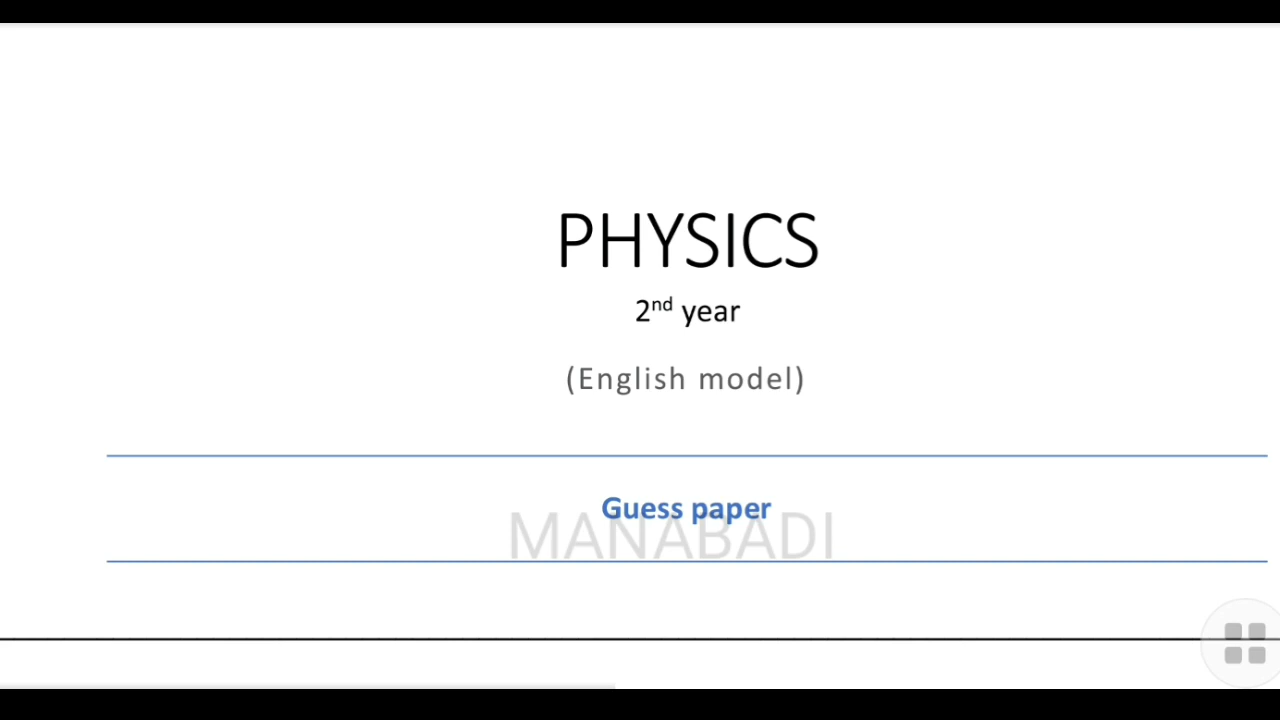 PHYSICS
2nd year
(English model)
Guess paper
MANABADI